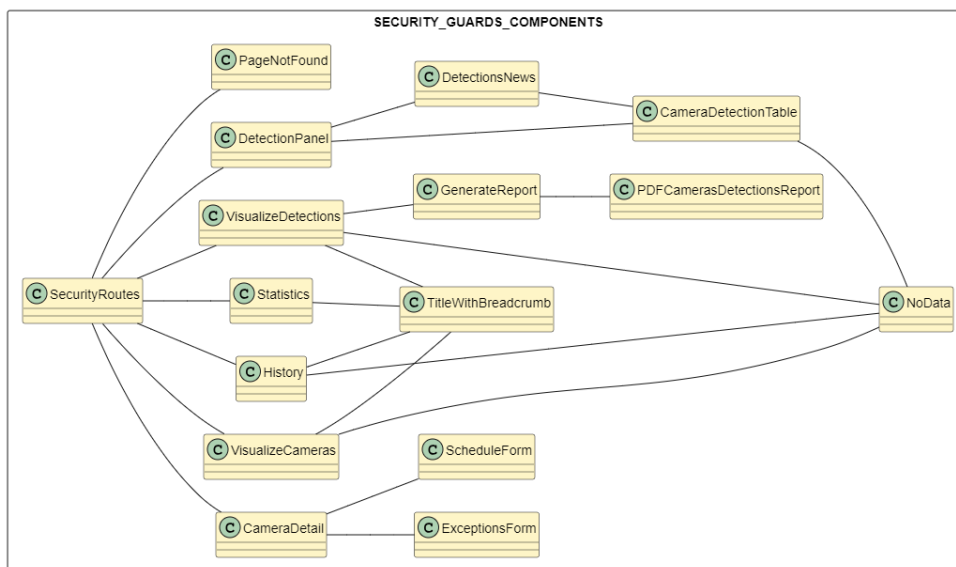 SECURITY_GUARDS_COMPONENTS
C PageNotFound
C DetectionsNews
C CameraDetectionTable
C DetectionPanel
C GenerateReport
C PDFCamerasDetectionsReport
C VisualizeDetections
C SecurityRoutes
C Statistics
C TitleWithBreadcrumb
C NoData
C History
C VisualizeCameras
C ScheduleForm
C CameraDetail
C ExceptionsForm